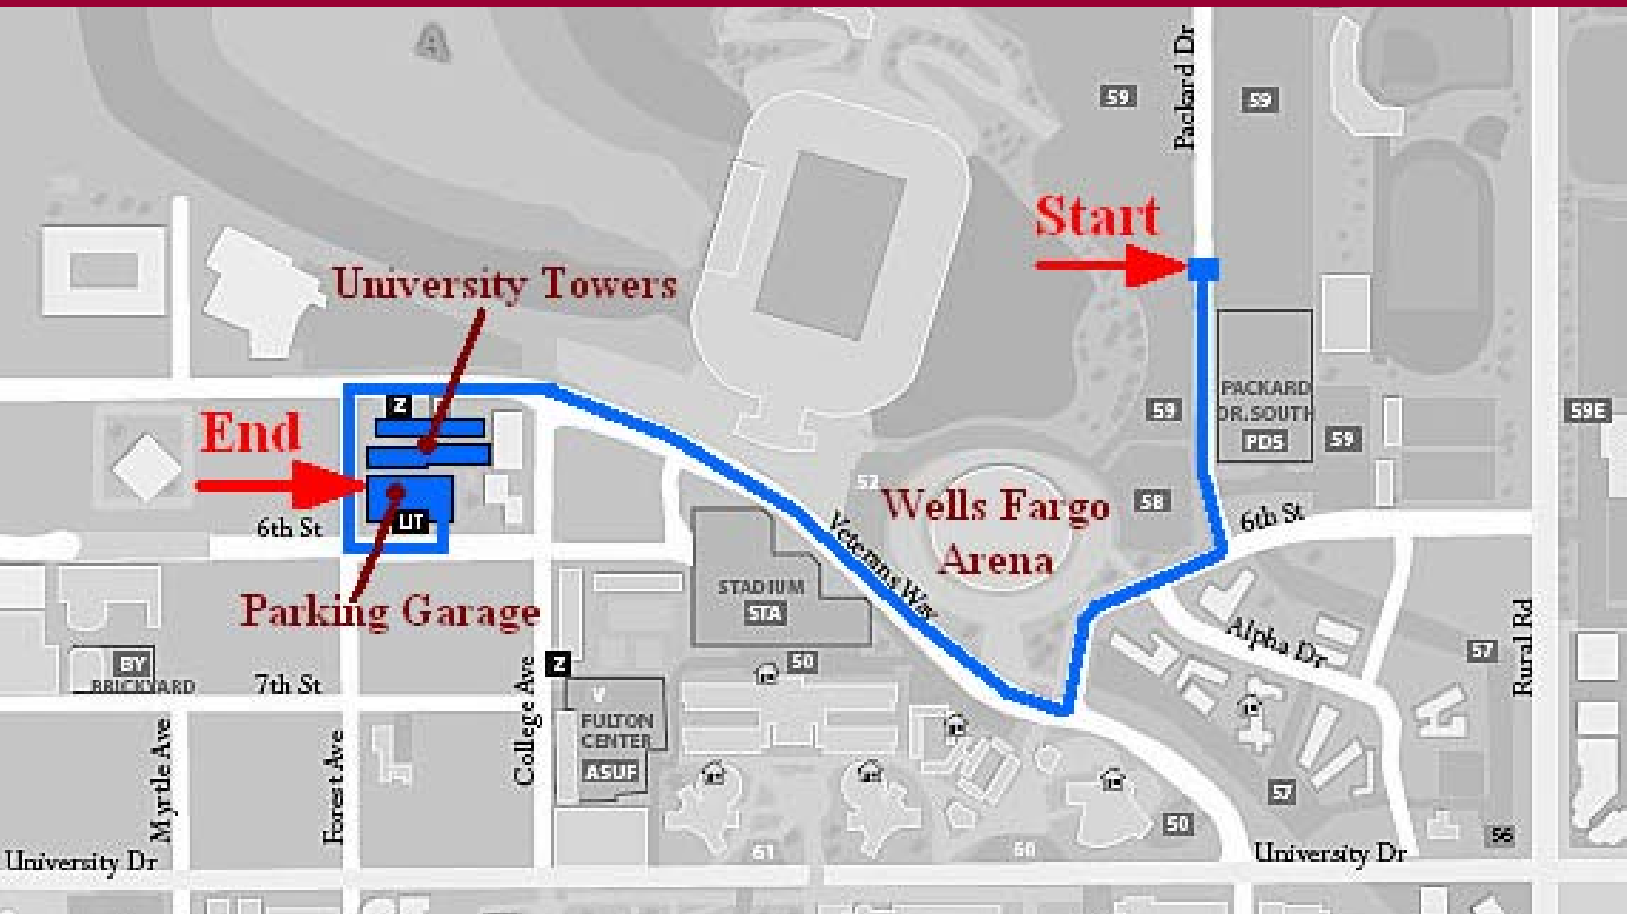 A
59
59
Packard Dr
Start
University Towers
PACKARD
DR. SOUTH
PDS
59
59
59E
Z
End
UT
6th St
52
Wells Fargo
Arena
58
6th St
Veterans Way
STADIUM
STA
Parking Garage
Alpha Dr
57
Rural Rd
BY
BRICKYARD
7th St
Z
50
College Ave
FULTON
CENTER
ASUF
Myrtle Ave
Forest Ave
57
50
56
61
University Dr
University Dr